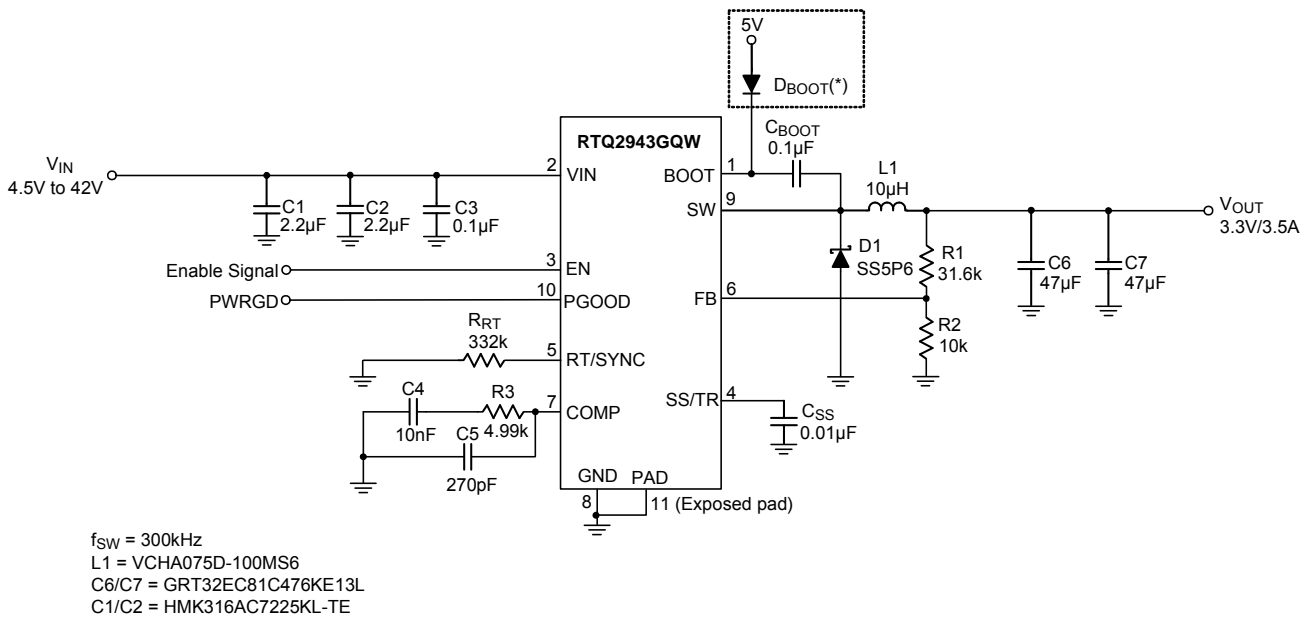 5V
DBOOT(*)
CBOOT
0.1µF
RTQ2943GQW
VIN
4.5V to 42V
2
VIN
BOOT
1
L1
10µH
SW
9
VOUT
3.3V/3.5A
C1
2.2µF
C2
2.2µF
C3
0.1µF
D1
SS5P6
R1
31.6k
C6
47µF
C7
47µF
Enable Signal
3
EN
PWRGD
10
PGOOD
FB
6
R2
10k
RRT
332k
5
RT/SYNC
C4
10nF
R3
4.99k
7
COMP
C5
270pF
SS/TR
4
CSS
0.01µF
GND
PAD
8
11 (Exposed pad)
fSW = 300kHz
L1 = VCHA075D-100MS6
C6/C7 = GRT32EC81C476KE13L
C1/C2 = HMK316AC7225KL-TE